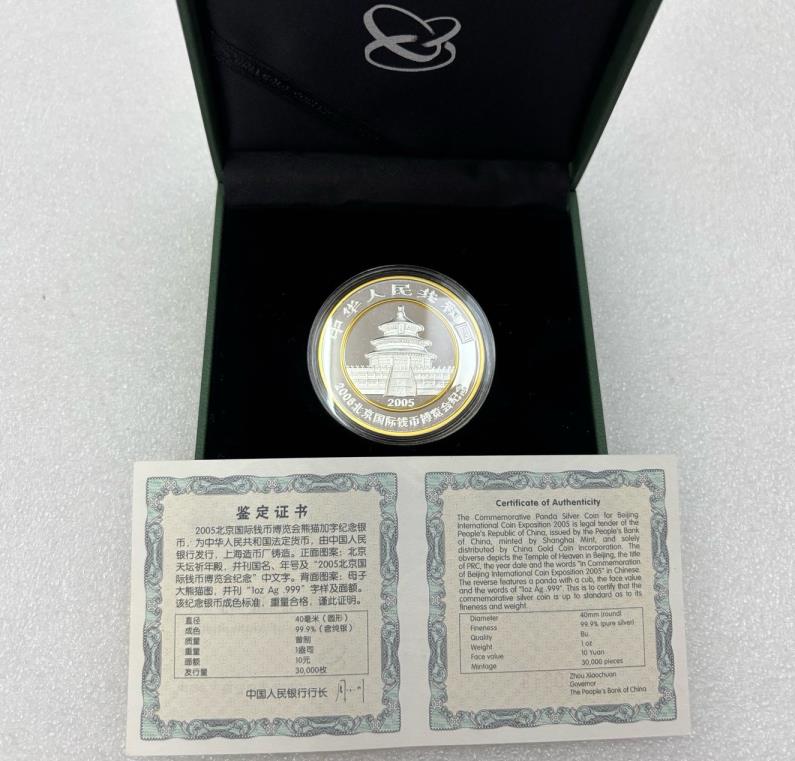 中华人民共和国
2005
2005北京国际钱币博览会纪念
鉴定证书
2005北京国际钱币博览会熊猫加字纪念银
币，为中华人民共和国法定货币，由中国人民
银行发行，上海造币厂铸造。正面图案：北京
天坛祈年殿，并刊国名、年号及“2005北京国
际钱币博览会纪念”中文字。背面图案：母子
大熊猫图，并刊“1oz Ag .999”字样及面额。
该纪念银币成色标准，重量合格，谨此证明。
直径 40毫米（圆形）
成色 99.9%（含纯银）
质量 普制
重量 1盎司
面额 10元
发行量 30,000枚
中国人民银行行长
Certificate of Authenticity
The Commemorative Panda Silver Coin for Beijing
International Coin Exposition 2005 is legal tender of the
People's Republic of China, issued by the People's Bank
of China, minted by Shanghai Mint, and solely
distributed by China Gold Coin Incorporation. The
obverse depicts the Temple of Heaven in Beijing, the title
of PRC, the year date and the words "in Commemoration
of Beijing International Coin Exposition 2005" in Chinese.
The reverse features a panda with a cub, the face value
and the words of "1oz Ag .999". This is to certify that the
commemorative silver coin is up to standard as to its
fineness and weight.
Diameter 40mm (round)
Fineness 99.9% (pure silver)
Quality Bu
Weight 1 oz
Face value 10 Yuan
Mintage 30,000 pieces
Zhou Xiaochuan
Governor
The People's Bank of China